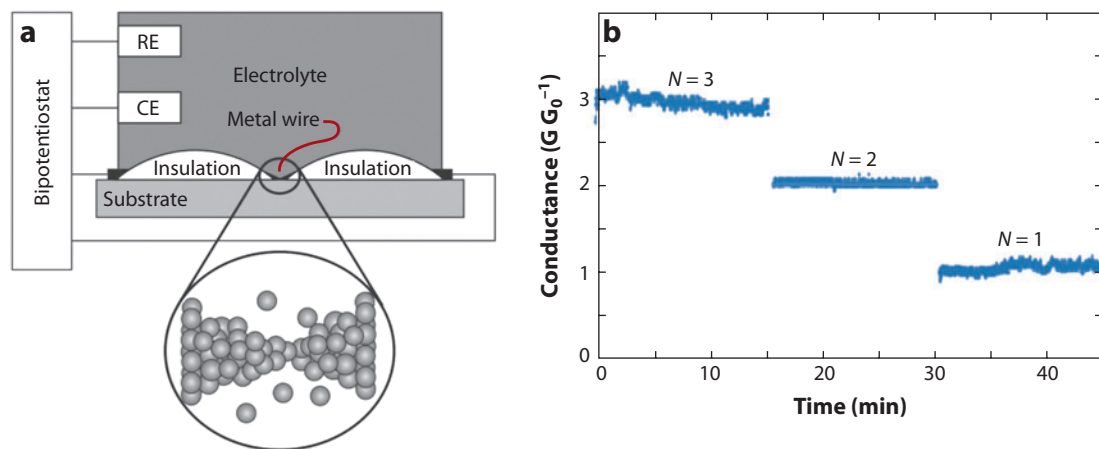 a
RE
CE
Bipotentiostat
Electrolyte
Metal wire
Insulation
Insulation
Substrate
b
Conductance (G G₀⁻¹)
3
2
1
0
N = 3
N = 2
N = 1
0
10
20
30
40
Time (min)